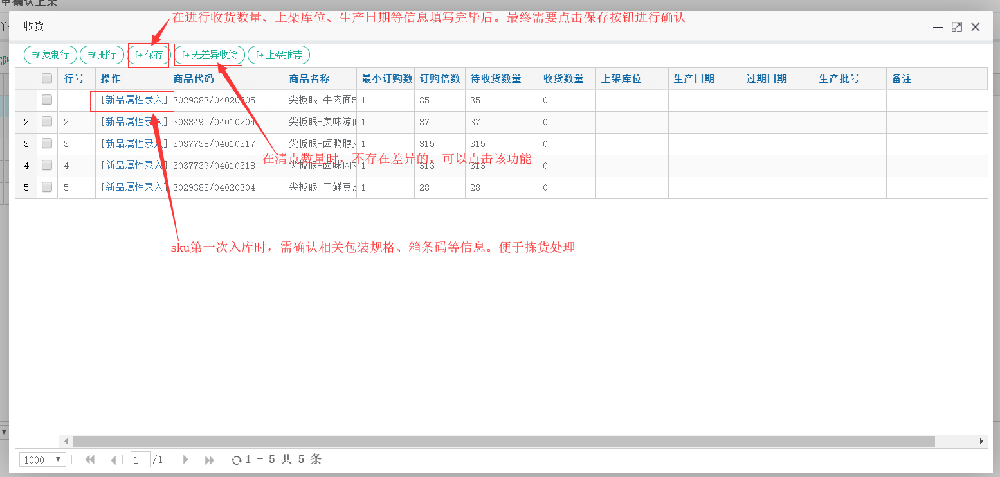 单确认上架
在进行收货数量、上架库位、生产日期等信息填写完毕后。最终需要点击保存按钮进行确认
单
收货
复制行 删行 保存 无差异收货 上架推荐
部
行号 操作 商品代码 商品名称 最小订购数 订购倍数 待收货数量 收货数量 上架库位 生产日期 过期日期 生产批号 备注
1 1 [新品属性录入] 3029383/04020305 尖板眼-牛肉面5 1 35 35 0
2 2 [新品属性录入] 3033495/04010204 尖板眼-美味凉面 1 37 37 0
3 3 [新品属性录入] 3037738/04010317 尖板眼-卤鸭脖拌 1 315 315 0
在清点数量时，不存在差异的，可以点击该功能
4 4 [新品属性录入] 3037739/04010318 尖板眼-卤味肉拌 1 313 313 0
5 5 [新品属性录入] 3029382/04020304 尖板眼-三鲜豆皮 1 28 28 0
sku第一次入库时，需确认相关包装规格、箱条码等信息。便于拣货处理
1000 1 /1 1 - 5 共 5 条